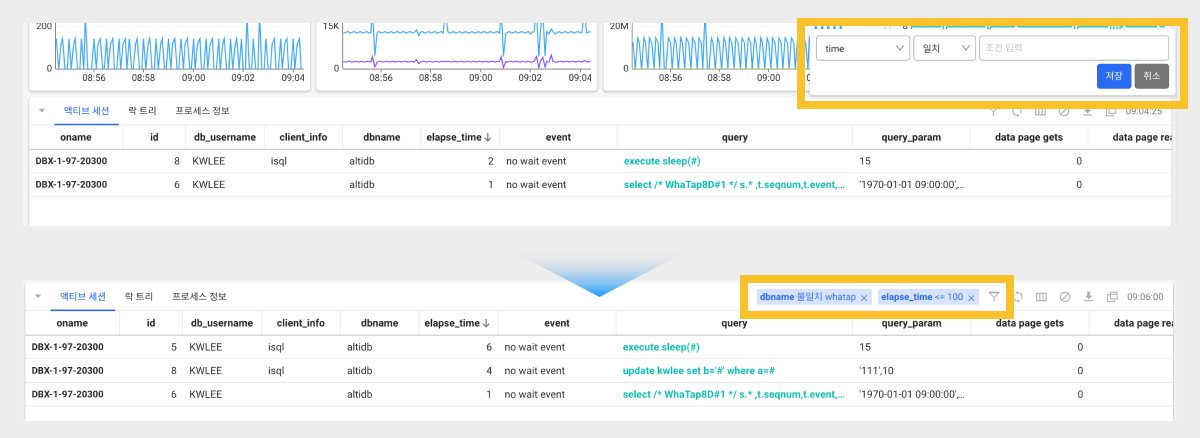 200 15K 20M
0 0 0
08:56 08:58 09:00 09:02 09:04 08:56 08:58 09:00 09:02 09:04 08:56 08:58 09:00
time 일치 조건 입력
저장 취소
액티브 세션 락 트리 프로세스 정보 09:04:25
oname id db_username client_info dbname elapse_time event query query_param data page gets data page rea
DBX-1-97-20300 8 KWLEE isql altidb 2 no wait event execute sleep(#) 15 0
DBX-1-97-20300 6 KWLEE altidb 1 no wait event select /* WhaTap8D#1 */ s.* ,t.seqnum,t.event,... '1970-01-01 09:00:00',... 0
액티브 세션 락 트리 프로세스 정보 dbname 불일치 whatap × elapse_time <= 100 × 09:06:00
oname id db_username client_info dbname elapse_time event query query_param data page gets data page rea
DBX-1-97-20300 5 KWLEE isql altidb 6 no wait event execute sleep(#) 15 0
DBX-1-97-20300 8 KWLEE isql altidb 4 no wait event update kwlee set b='#' where a=# '111',10 0
DBX-1-97-20300 6 KWLEE altidb 1 no wait event select /* WhaTap8D#1 */ s.* ,t.seqnum,t.event,... '1970-01-01 09:00:00',... 0